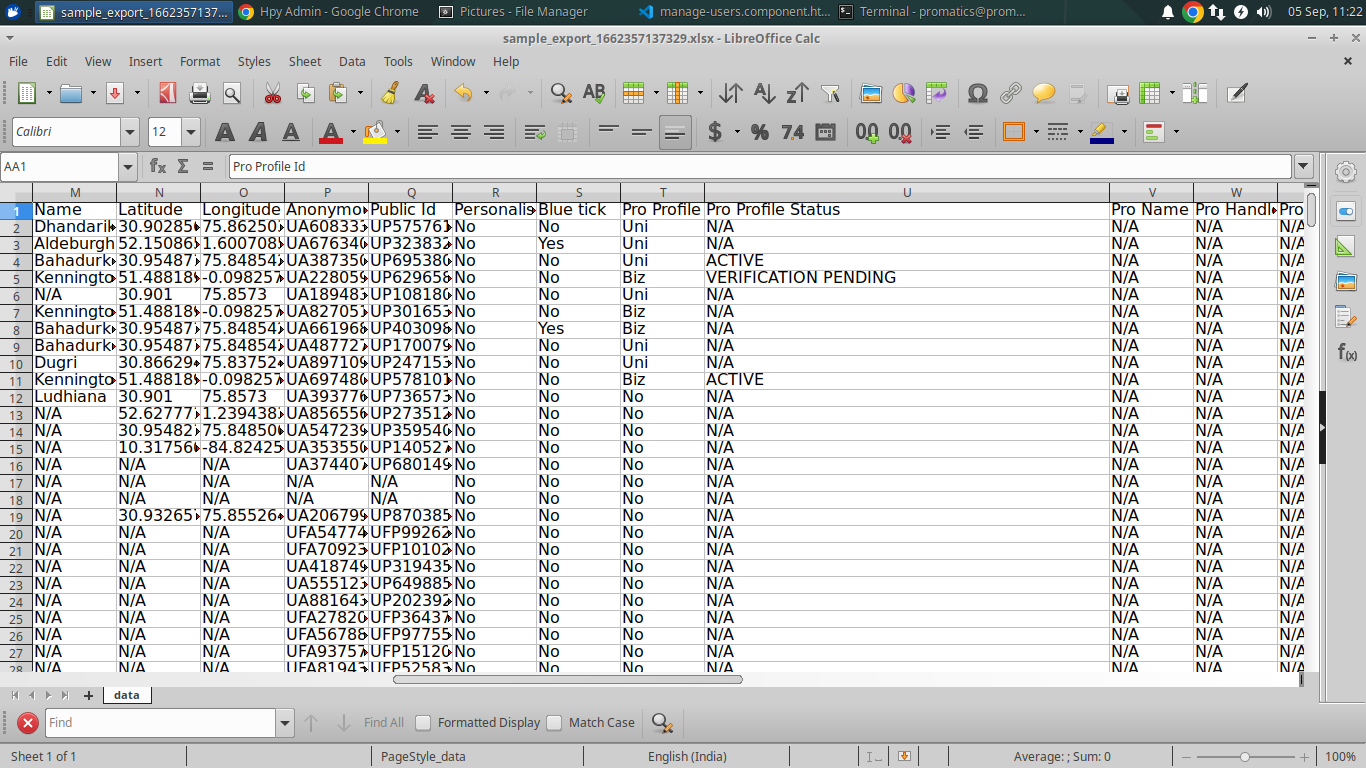 sample_export_1662357137... Hpy Admin - Google Chrome Pictures - File Manager manage-users.component.ht... Terminal - promatics@prom... 05 Sep, 11:22
sample_export_1662357137329.xlsx - LibreOffice Calc
File Edit View Insert Format Styles Sheet Data Tools Window Help
Calibri 12
AA1 Pro Profile Id
M N O P Q R S T U V W
1 Name Latitude Longitude Anonymo Public Id Personalis Blue tick Pro Profile Pro Profile Status Pro Name Pro Handl Pro
2 Dhandarik 30.90285 75.86250 UA608333 UP575761 No No Uni N/A N/A N/A N/A
3 Aldeburgh 52.15086 1.600708 UA676340 UP323832 No Yes Uni N/A N/A N/A N/A
4 Bahadurk 30.95487 75.84854 UA387350 UP695380 No No Uni ACTIVE N/A N/A N/A
5 Kenningto 51.48818 -0.098257 UA228059 UP629658 No No Biz VERIFICATION PENDING N/A N/A N/A
6 N/A 30.901 75.8573 UA189483 UP108180 No No Uni N/A N/A N/A N/A
7 Kenningto 51.48818 -0.098257 UA827051 UP301653 No No Biz N/A N/A N/A N/A
8 Bahadurk 30.95487 75.84854 UA661968 UP403098 No Yes Biz N/A N/A N/A N/A
9 Bahadurk 30.95487 75.84854 UA487727 UP170079 No No Uni N/A N/A N/A N/A
10 Dugri 30.86629 75.83752 UA897109 UP247153 No No Uni N/A N/A N/A N/A
11 Kenningto 51.48818 -0.098257 UA697480 UP578101 No No Biz ACTIVE N/A N/A N/A
12 Ludhiana 30.901 75.8573 UA393776 UP736573 No No No N/A N/A N/A N/A
13 N/A 52.62777 1.239438 UA856556 UP273512 No No No N/A N/A N/A N/A
14 N/A 30.95482 75.84850 UA547239 UP359540 No No No N/A N/A N/A N/A
15 N/A 10.31756 -84.82425 UA353550 UP140527 No No No N/A N/A N/A N/A
16 N/A N/A N/A UA374407 UP680149 No No No N/A N/A N/A N/A
17 N/A N/A N/A N/A N/A No No No N/A N/A N/A N/A
18 N/A N/A N/A N/A N/A No No No N/A N/A N/A N/A
19 N/A 30.93265 75.85526 UA206799 UP870385 No No No N/A N/A N/A N/A
20 N/A N/A N/A UFA54774 UFP99262 No No No N/A N/A N/A N/A
21 N/A N/A N/A UFA70923 UFP10102 No No No N/A N/A N/A N/A
22 N/A N/A N/A UA418749 UP319435 No No No N/A N/A N/A N/A
23 N/A N/A N/A UA555123 UP649885 No No No N/A N/A N/A N/A
24 N/A N/A N/A UA881643 UP202392 No No No N/A N/A N/A N/A
25 N/A N/A N/A UFA27820 UFP36437 No No No N/A N/A N/A N/A
26 N/A N/A N/A UFA56788 UFP97755 No No No N/A N/A N/A N/A
27 N/A N/A N/A UFA93757 UFP15120 No No No N/A N/A N/A N/A
28 N/A N/A N/A UFA81943 UFP52583 No No No N/A N/A N/A N/A
data
Find Find All Formatted Display Match Case
Sheet 1 of 1 PageStyle_data English (India) Average: ; Sum: 0 100%